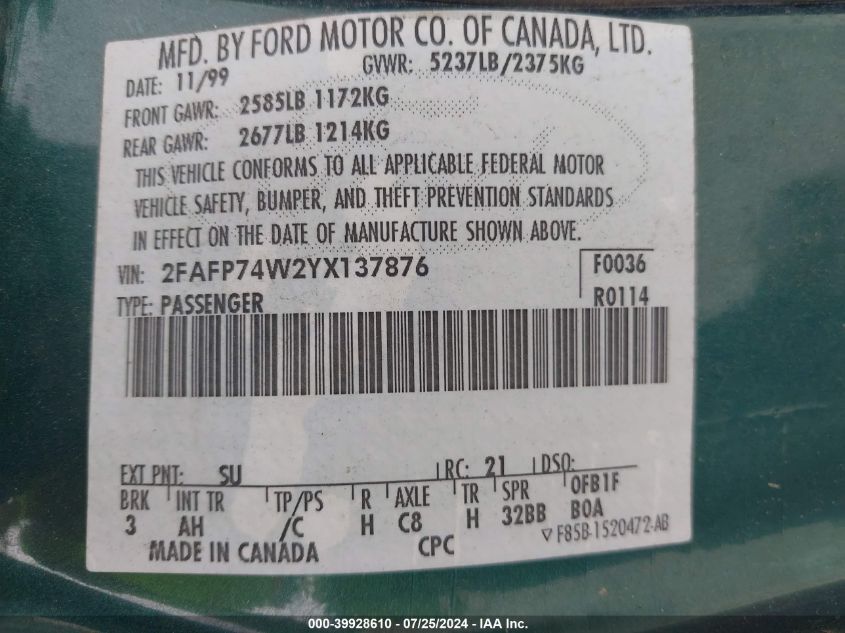 MFD. BY FORD MOTOR CO. OF CANADA, LTD.
DATE: 11/99 GVWR: 5237LB/2375KG
FRONT GAWR: 2585LB 1172KG
REAR GAWR: 2677LB 1214KG
THIS VEHICLE CONFORMS TO ALL APPLICABLE FEDERAL MOTOR
VEHICLE SAFETY, BUMPER, AND THEFT PREVENTION STANDARDS
IN EFFECT ON THE DATE OF MANUFACTURE SHOWN ABOVE.
VIN: 2FAFP74W2YX137876 F0036
TYPE: PASSENGER R0114
EXT PNT: SU RC: 21 DSO:
BRK INT TR TP/PS R AXLE TR SPR 0FB1F
3 AH /C H C8 H 32BB B0A
MADE IN CANADA CPC ▽F85B-1520472-AB
000-39928610 - 07/25/2024 - IAA Inc.